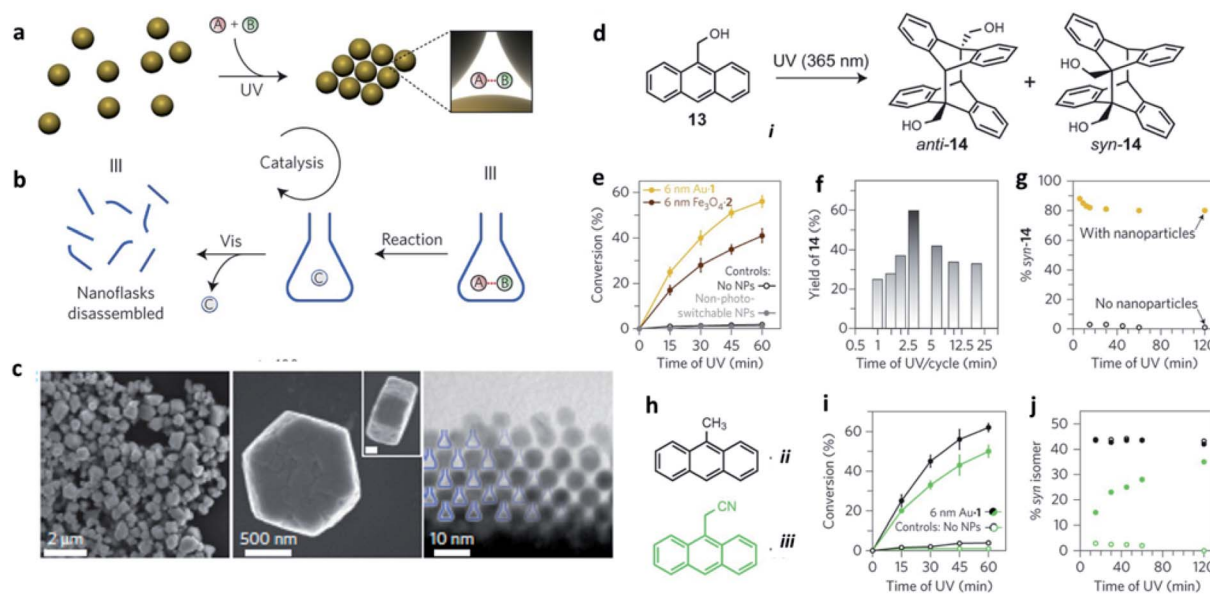 a
A + B
UV
A B
III
Catalysis
III
b
Vis
Reaction
C
C
A B
Nanoflasks
disassembled
c
2 μm
500 nm
10 nm
d
OH
13
UV (365 nm)
i
OH
HO
anti-14
+
HO
HO
syn-14
e
Conversion (%)
60
40
20
0
6 nm Au·1
6 nm Fe₃O₄·2
Controls:
No NPs
Non-photo-
switchable NPs
0 15 30 45 60
Time of UV (min)
f
Yield of 14 (%)
80
60
40
20
0
0.5 1 2.5 5 12.5 25
Time of UV/cycle (min)
g
% syn-14
100
80
60
40
20
0
With nanoparticles
No nanoparticles
0 40 80 120
Time of UV (min)
h
CH₃
· ii
CN
· iii
i
Conversion (%)
60
40
20
0
6 nm Au·1
Controls: No NPs
0 15 30 45 60
Time of UV (min)
j
% syn isomer
60
50
40
30
20
10
0
0 40 80 120
Time of UV (min)